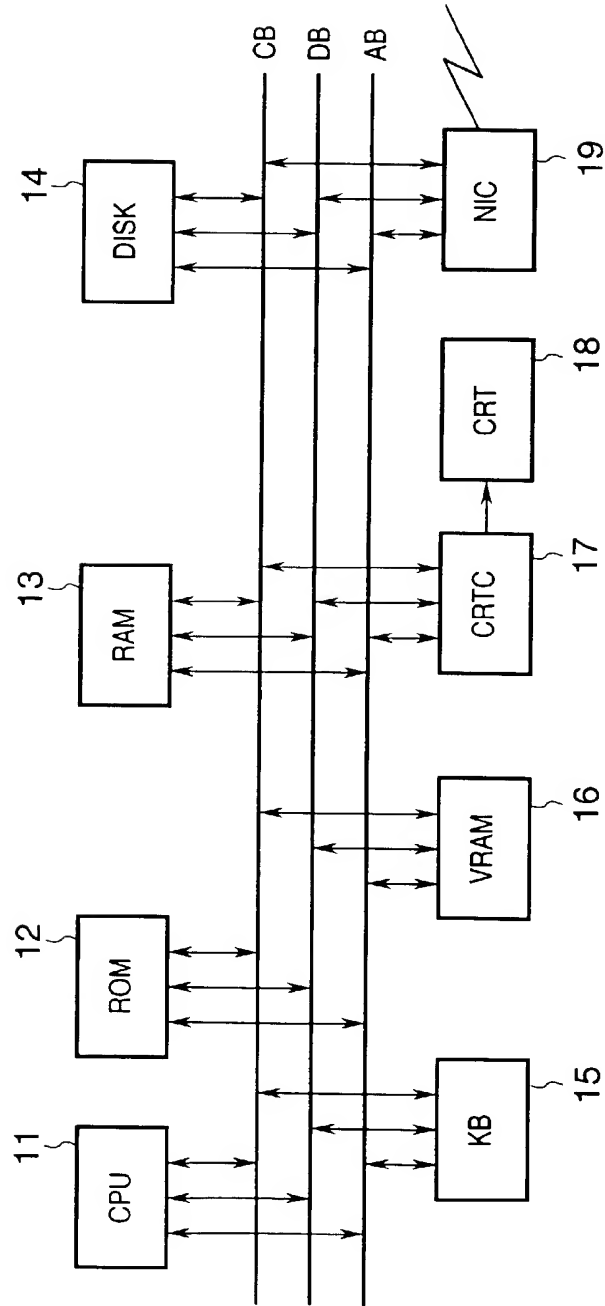 11
CPU
12
ROM
13
RAM
14
DISK
CB
DB
AB
KB
15
VRAM
16
CRTC
17
CRT
18
NIC
19